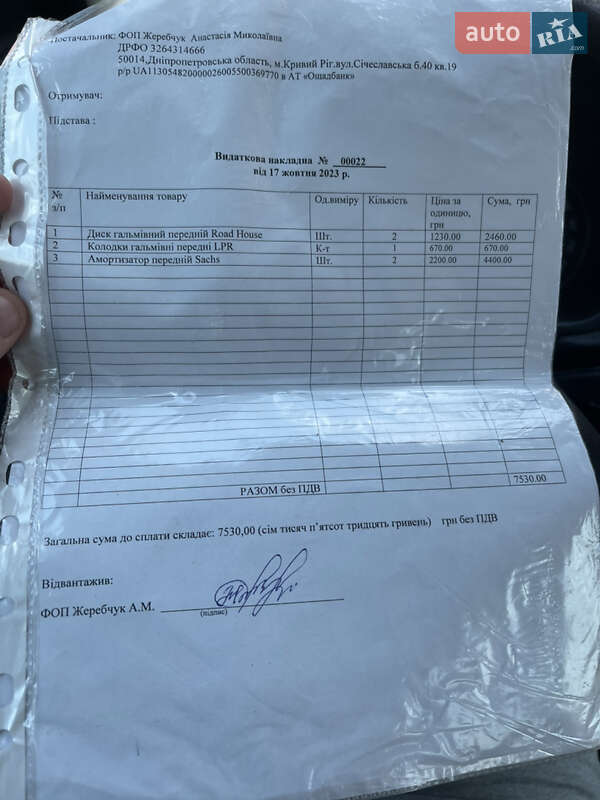 auto RIA .com
Постачальник: ФОП Жеребчук Анастасія Миколаївна
ДРФО 3264314666
50014,Дніпропетровська область, м.Кривий Ріг.вул.Січеславська б.40 кв.19
р/р UA113054820000026005500369770 в АТ «Ощадбанк»
Отримувач:
Підстава :
Видаткова накладна № 00022
від 17 жовтня 2023 р.
№ з/п Найменування товару Од.виміру Кількість Ціна за одиницю, грн Сума, грн
1 Диск гальмівний передній Road House Шт. 2 1230.00 2460.00
2 Колодки гальмівні передні LPR К-т 1 670.00 670.00
3 Амортизатор передній Sachs Шт. 2 2200.00 4400.00
РАЗОМ без ПДВ 7530.00
Загальна сума до сплати складає: 7530,00 (сім тисяч п’ятсот тридцять гривень) грн без ПДВ
Відвантажив:
ФОП Жеребчук А.М.
(підпис)